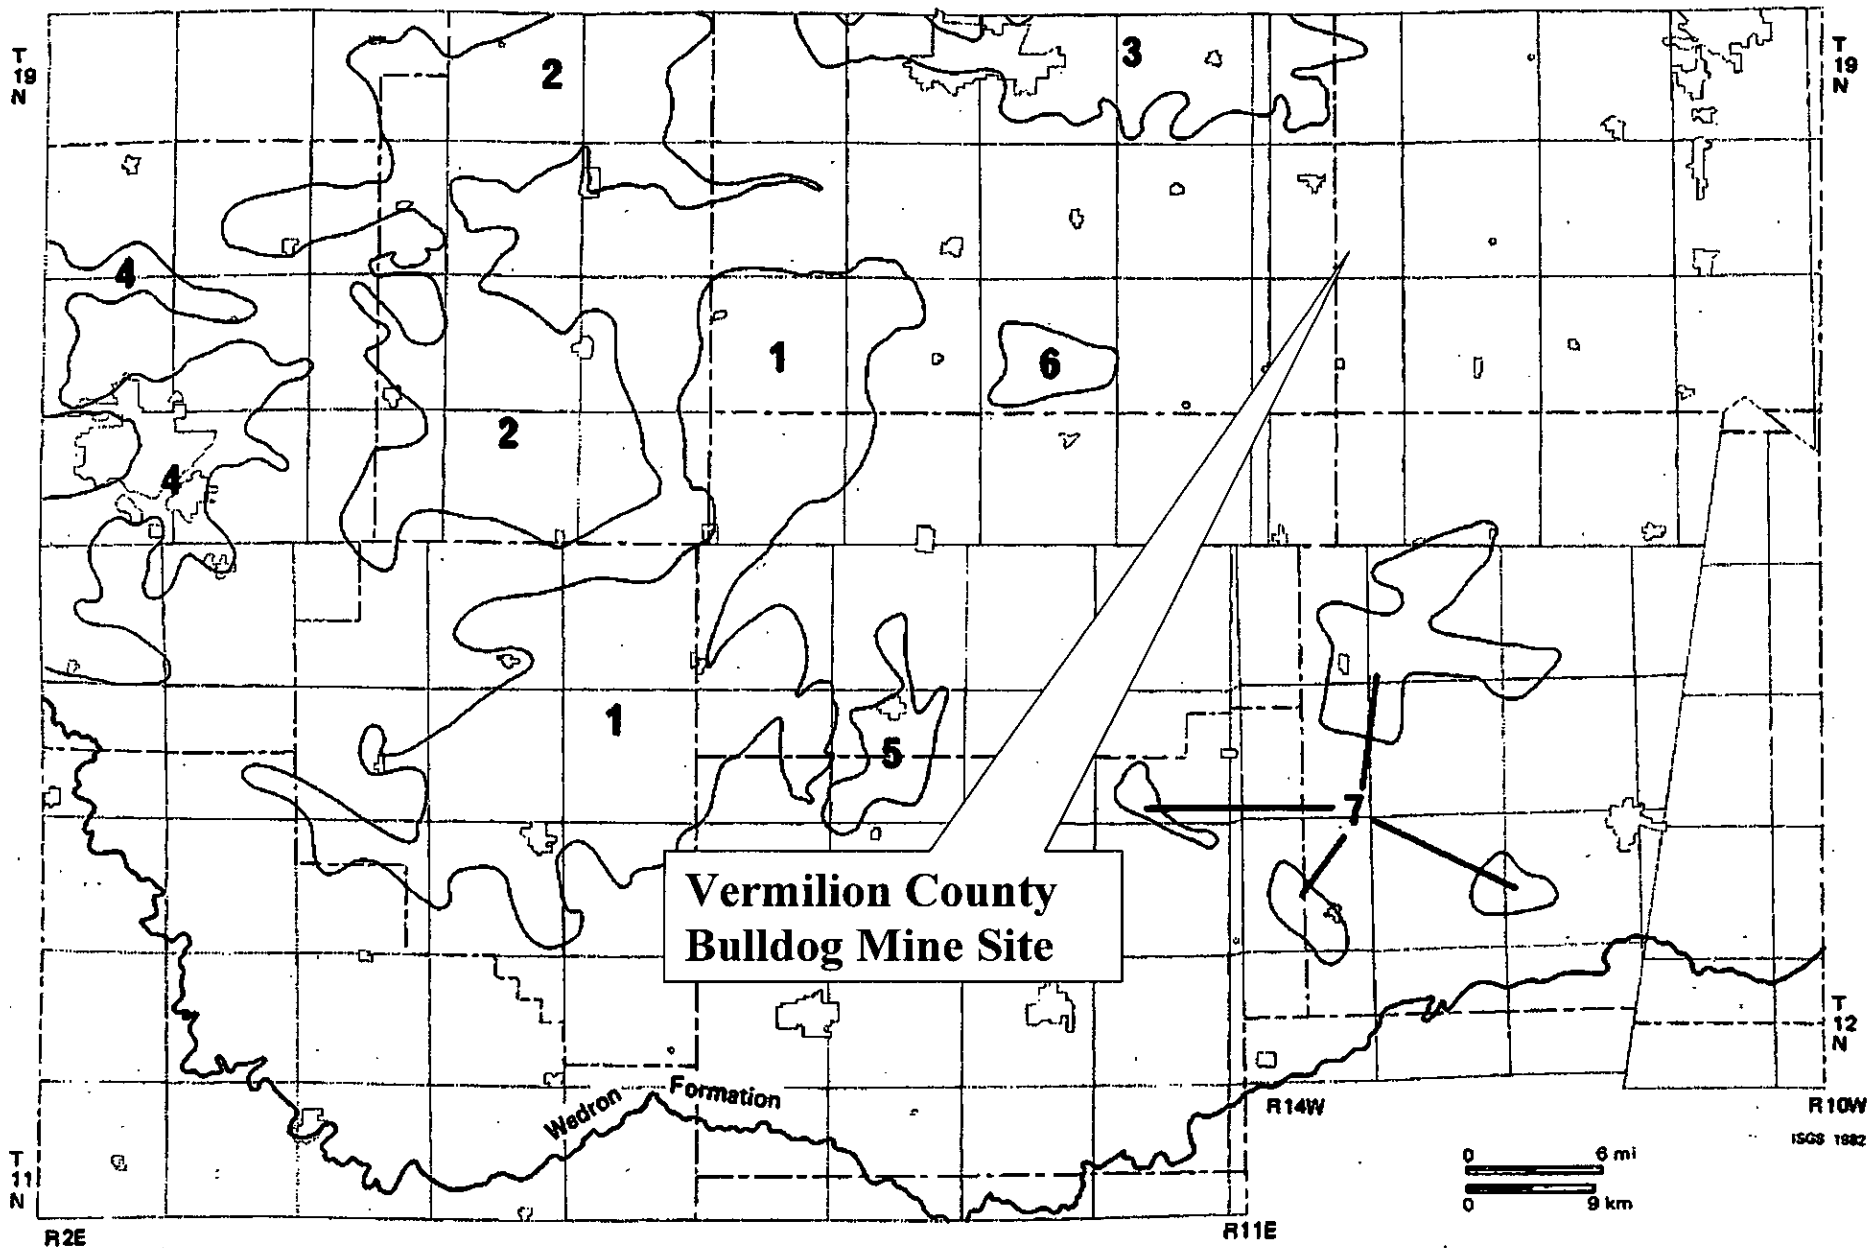 T
19
N
2
3
T
19
N
4
1
6
2
4
1
5
7
Vermilion County
Bulldog Mine Site
T
12
N
Wedron Formation
R14W
R10W
ISGS 1982
0 6 mi
0 9 km
T
11
N
R2E
R11E